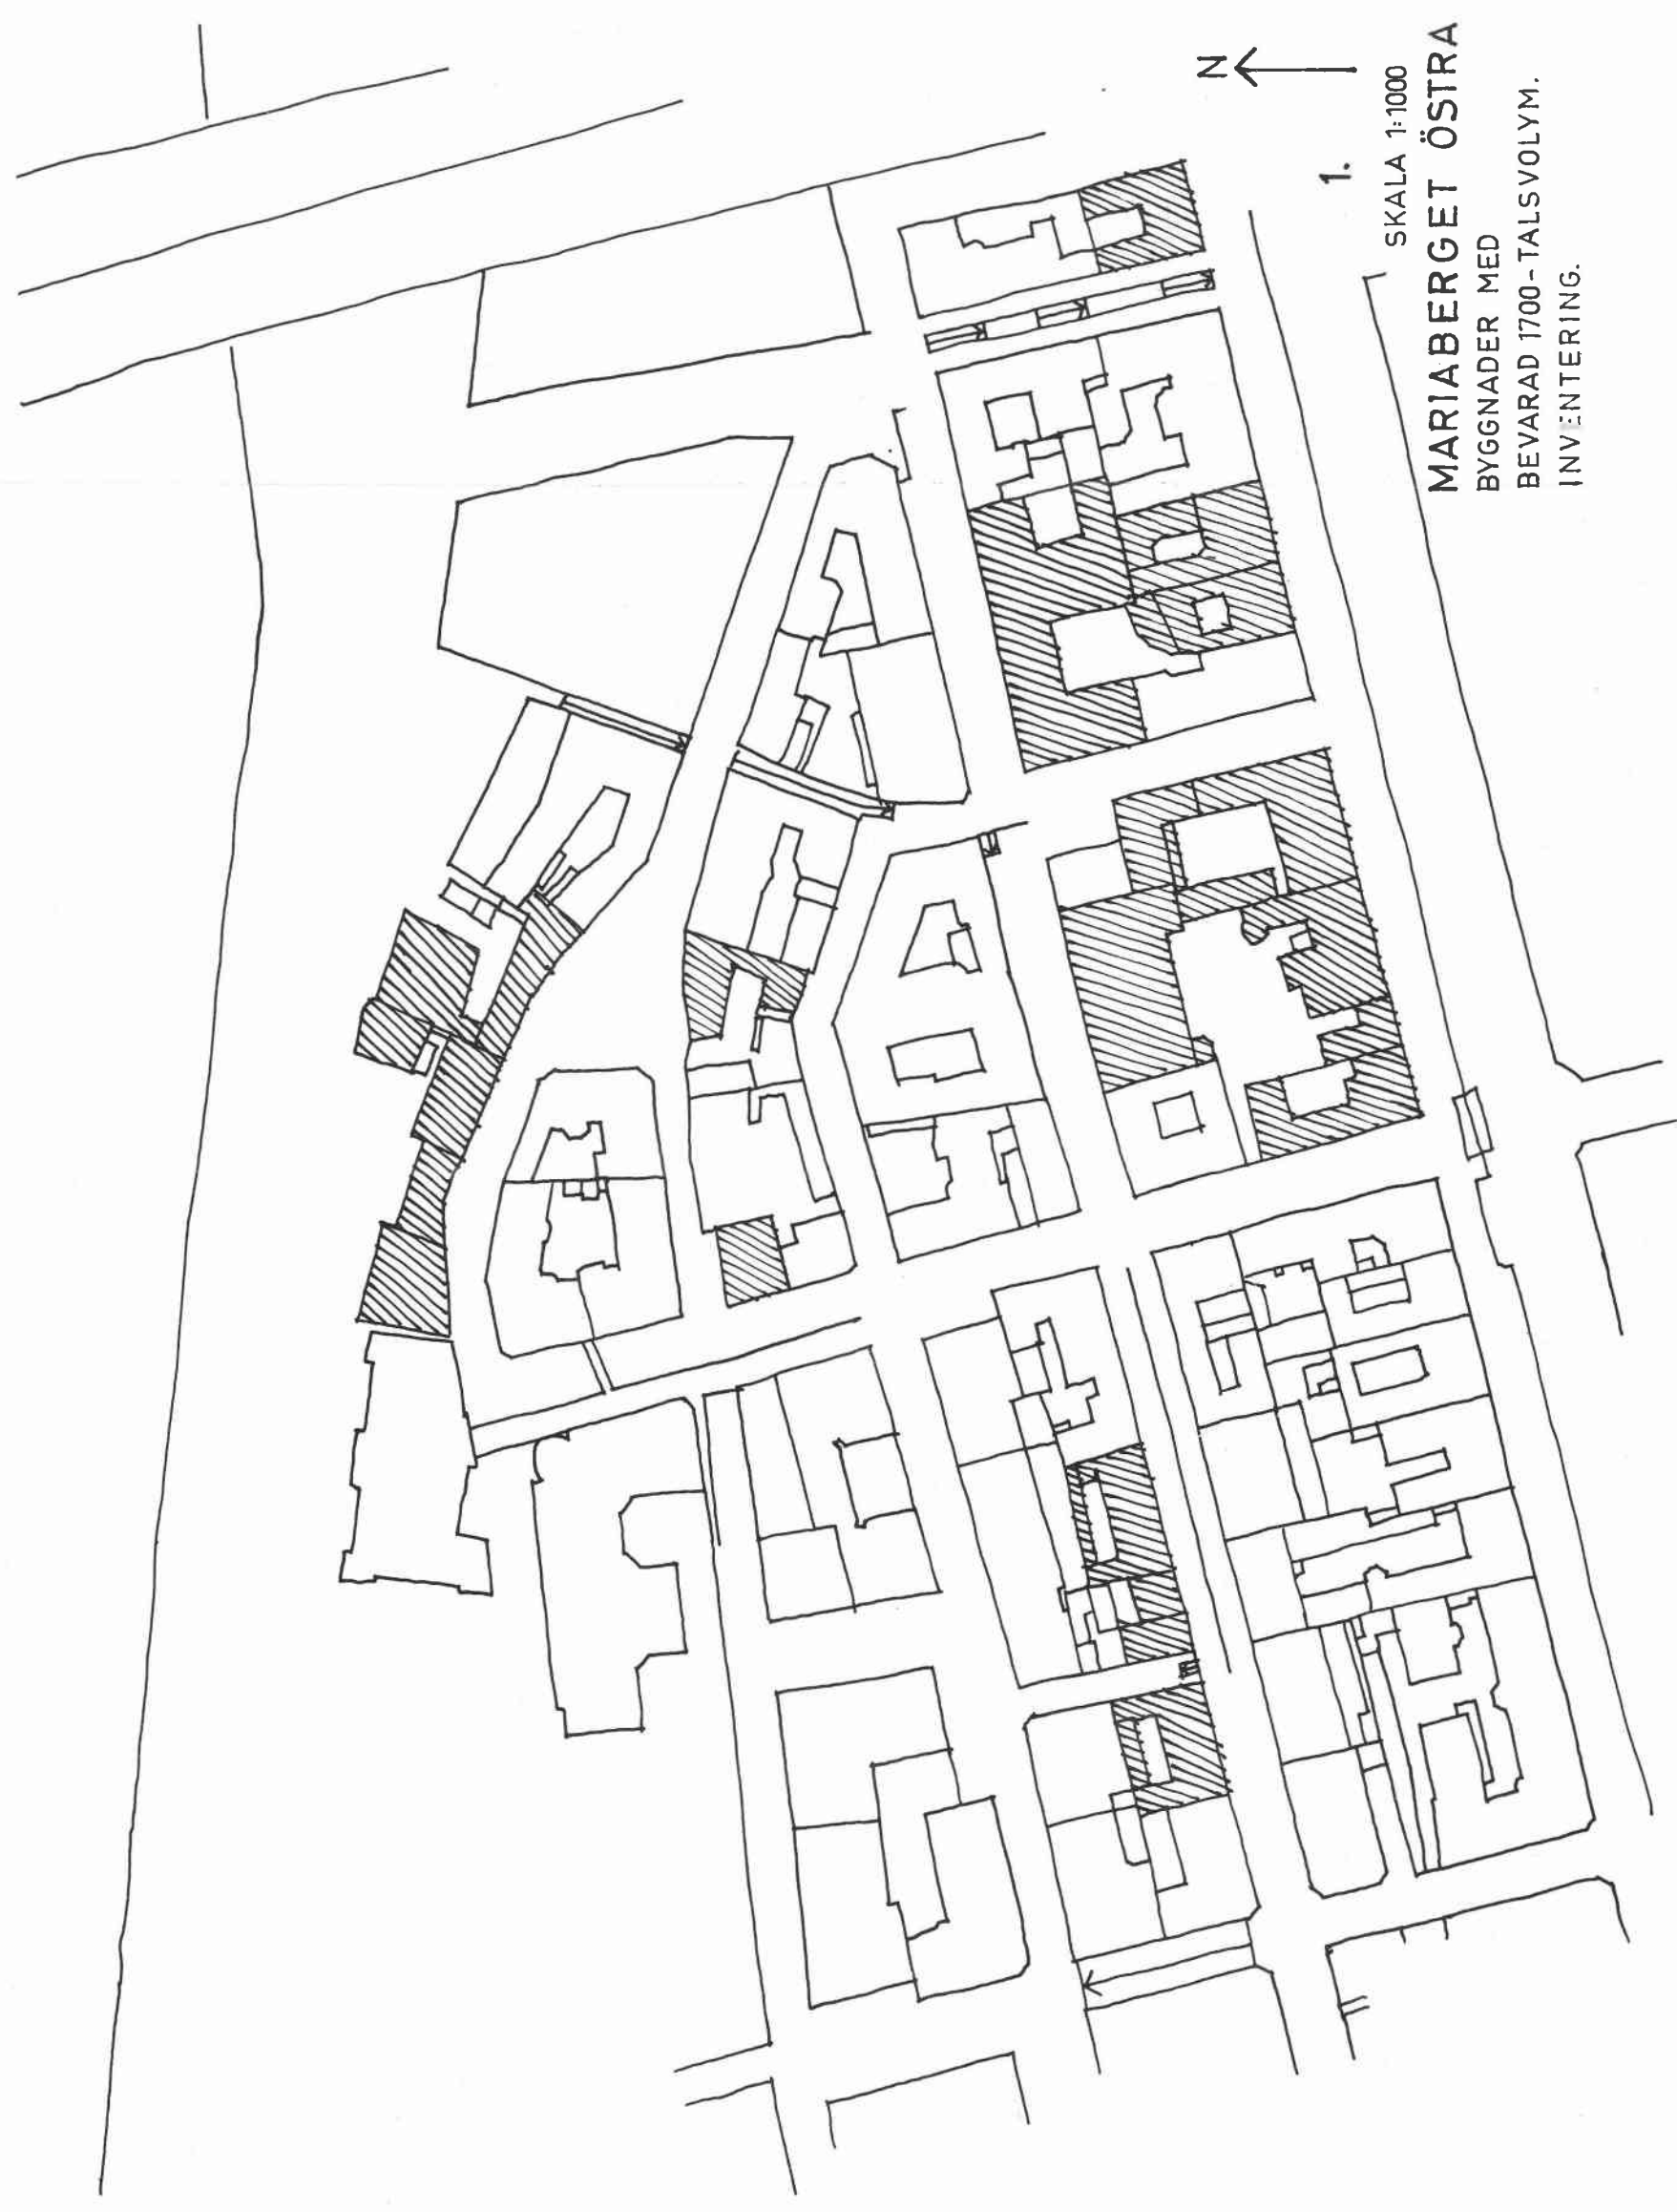 N
1.
SKALA 1:1000
MARIABERGET ÖSTRA
BYGGNADER MED
BEVARAD 1700-TALSVOLYM.
INVENTERING.